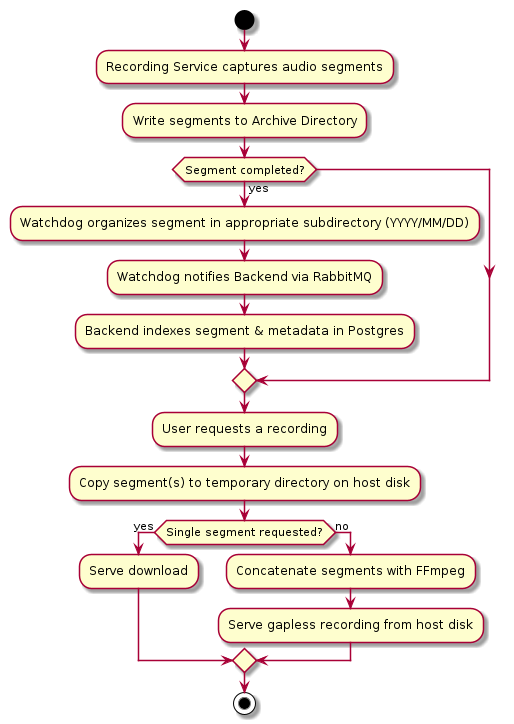 Recording Service captures audio segments
Write segments to Archive Directory
Segment completed?
yes
Watchdog organizes segment in appropriate subdirectory (YYYY/MM/DD)
Watchdog notifies Backend via RabbitMQ
Backend indexes segment & metadata in Postgres
User requests a recording
Copy segment(s) to temporary directory on host disk
yes
Single segment requested?
no
Serve download
Concatenate segments with FFmpeg
Serve gapless recording from host disk